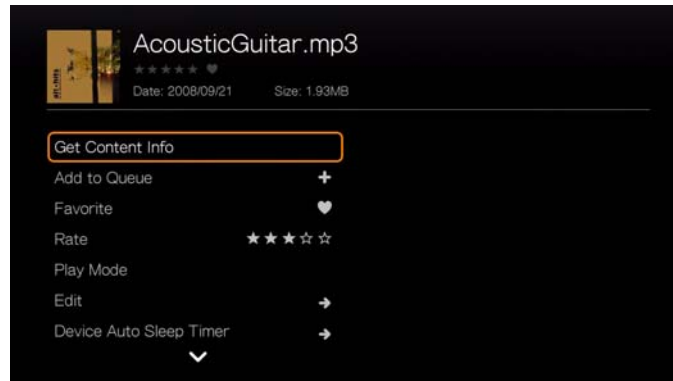 AcousticGuitar.mp3
Date: 2008/09/21 Size: 1.93MB
Get Content Info
Add to Queue
Favorite
Rate
Play Mode
Edit
Device Auto Sleep Timer